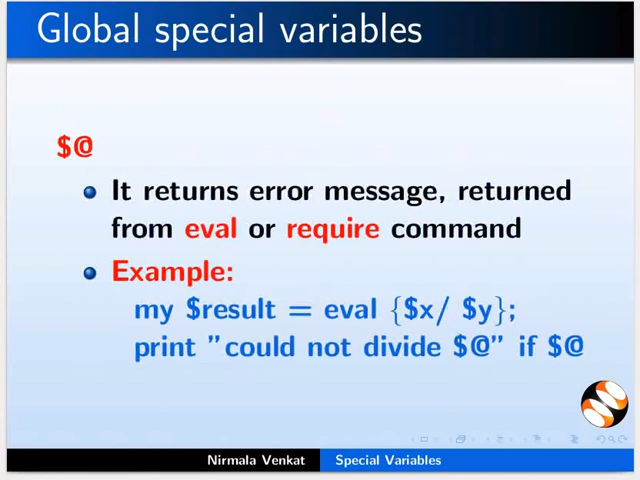 Global special variables
$@
It returns error message, returned
from eval or require command
Example:
my $result = eval {$x/ $y};
print "could not divide $@" if $@
Nirmala Venkat
Special Variables